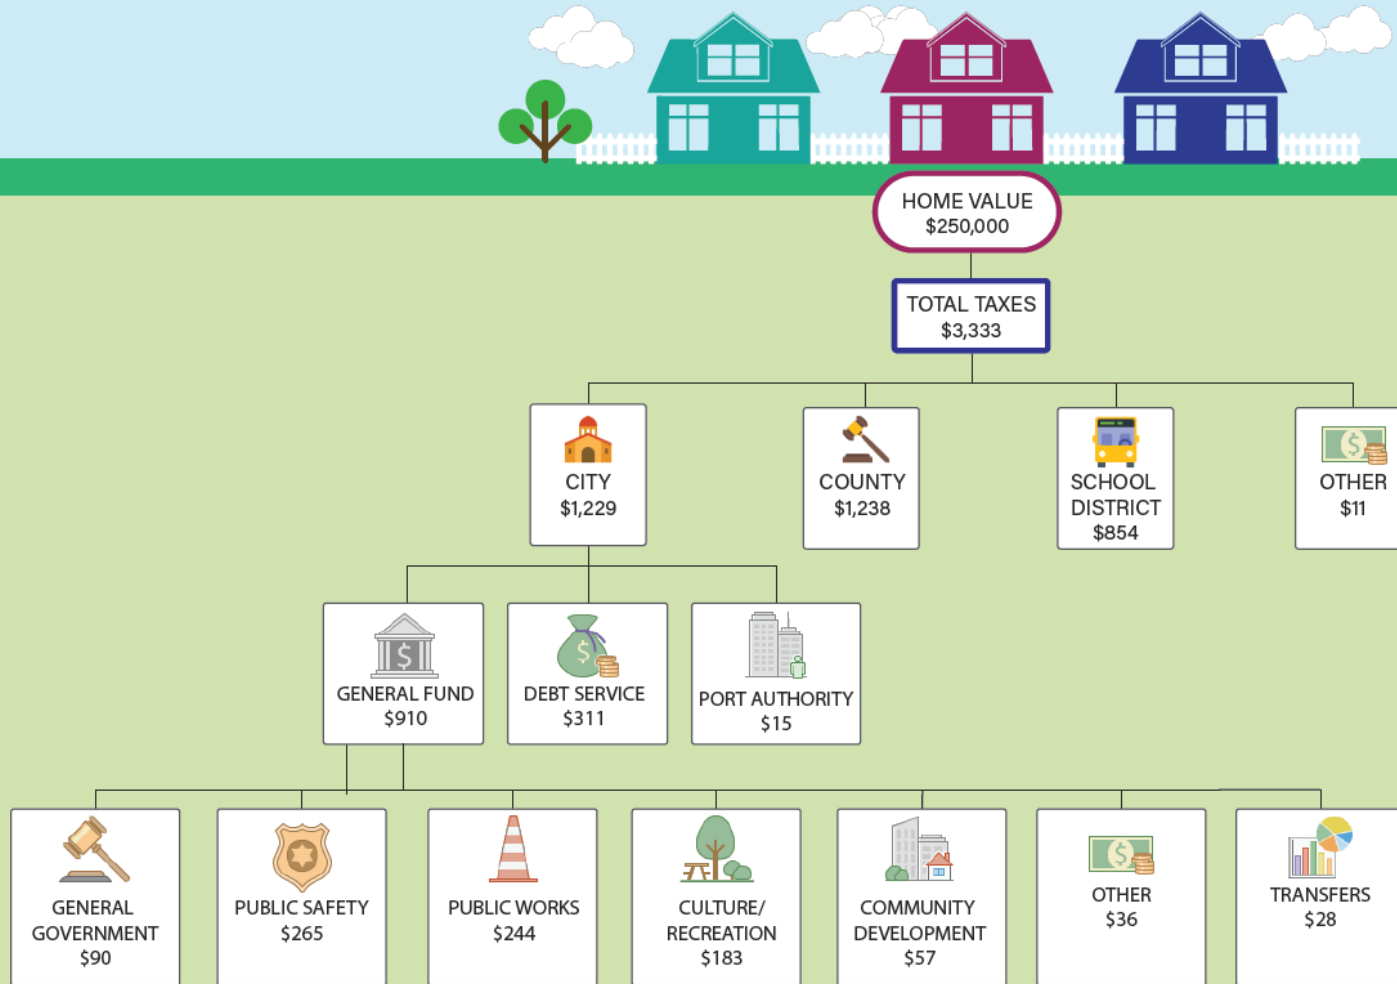 HOME VALUE
$250,000
TOTAL TAXES
$3,333
CITY
$1,229
COUNTY
$1,238
SCHOOL
DISTRICT
$854
OTHER
$11
GENERAL FUND
$910
DEBT SERVICE
$311
PORT AUTHORITY
$15
GENERAL
GOVERNMENT
$90
PUBLIC SAFETY
$265
PUBLIC WORKS
$244
CULTURE/
RECREATION
$183
COMMUNITY
DEVELOPMENT
$57
OTHER
$36
TRANSFERS
$28